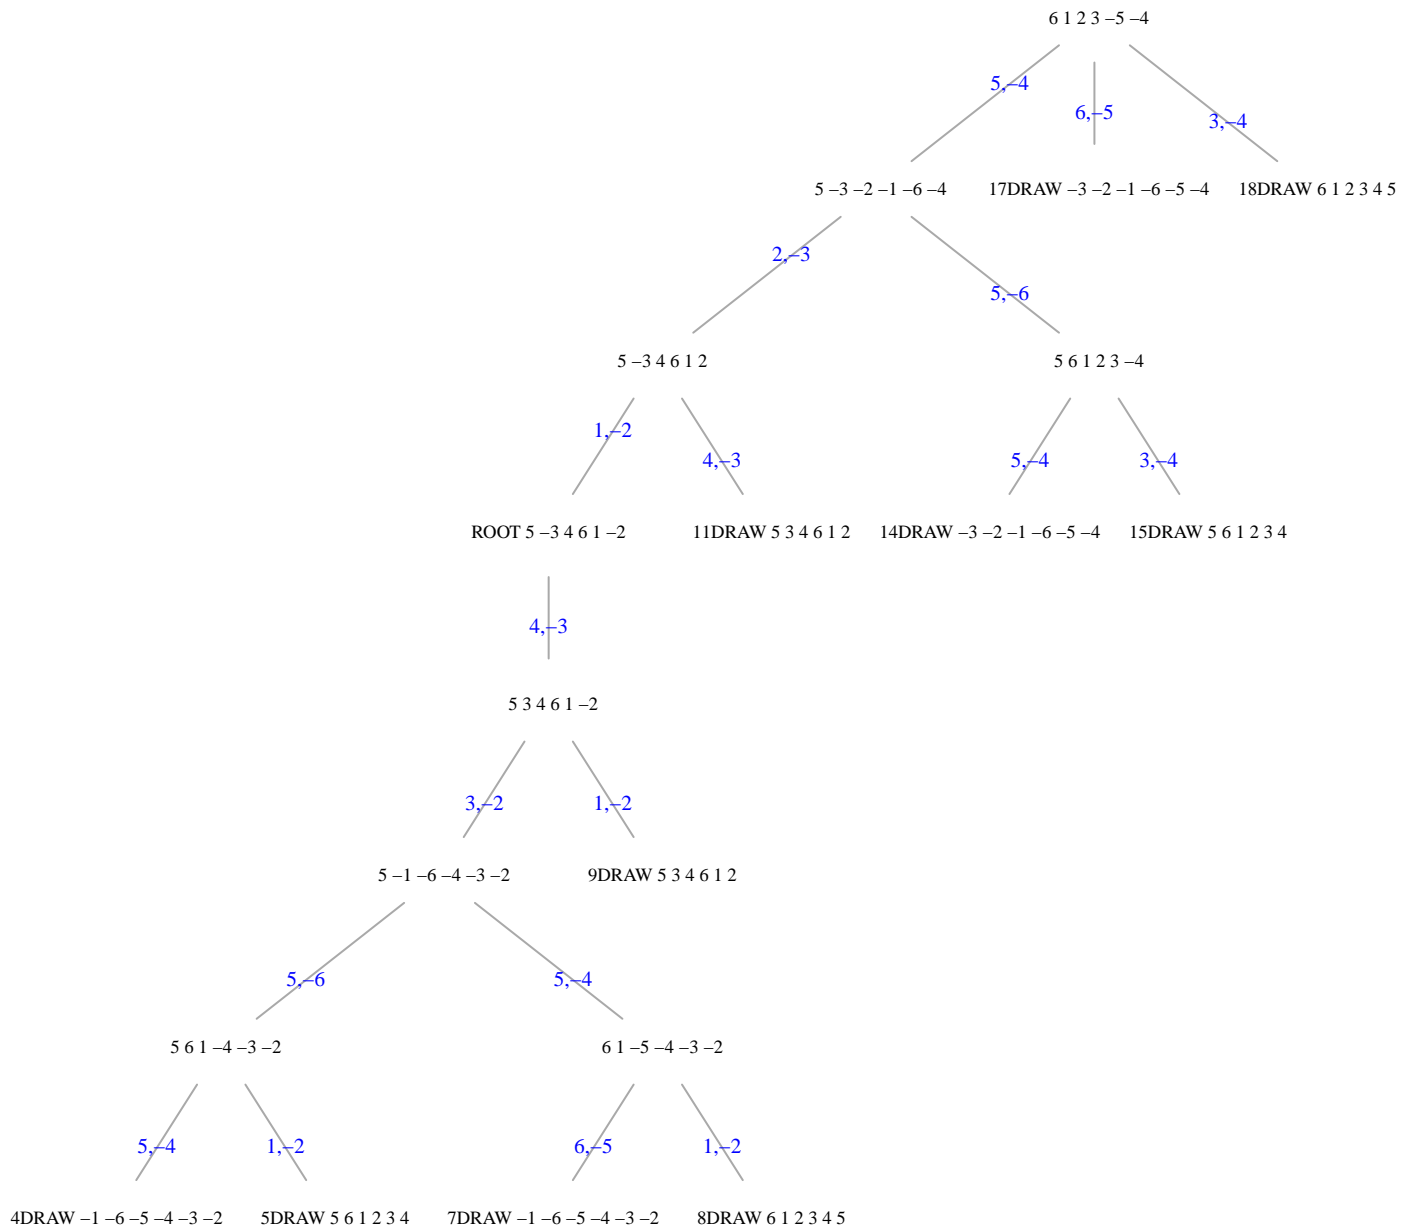 6 1 2 3 –5 –4
5,–4
6,–5
3,–4
5 –3 –2 –1 –6 –4
17DRAW –3 –2 –1 –6 –5 –4
18DRAW 6 1 2 3 4 5
2,–3
5,–6
5 –3 4 6 1 2
5 6 1 2 3 –4
1,–2
4,–3
5,–4
3,–4
ROOT 5 –3 4 6 1 –2
11DRAW 5 3 4 6 1 2
14DRAW –3 –2 –1 –6 –5 –4
15DRAW 5 6 1 2 3 4
4,–3
5 3 4 6 1 –2
3,–2
1,–2
5 –1 –6 –4 –3 –2
9DRAW 5 3 4 6 1 2
5,–6
5,–4
5 6 1 –4 –3 –2
6 1 –5 –4 –3 –2
5,–4
1,–2
6,–5
1,–2
4DRAW –1 –6 –5 –4 –3 –2
5DRAW 5 6 1 2 3 4
7DRAW –1 –6 –5 –4 –3 –2
8DRAW 6 1 2 3 4 5